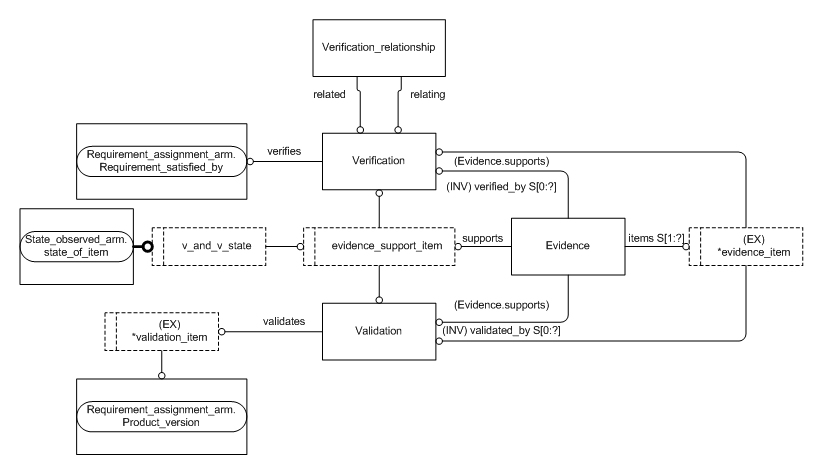 Verification_relationship
related
relating
Requirement_assignment_arm.
Requirement_satisfied_by
verifies
Verification
(Evidence.supports)
(INV) verified_by S[0:?]
State_observed_arm.
state_of_item
v_and_v_state
evidence_support_item
supports
Evidence
items S[1:?]
(EX)
*evidence_item
(EX)
*validation_item
validates
Validation
(Evidence.supports)
(INV) validated_by S[0:?]
Requirement_assignment_arm.
Product_version